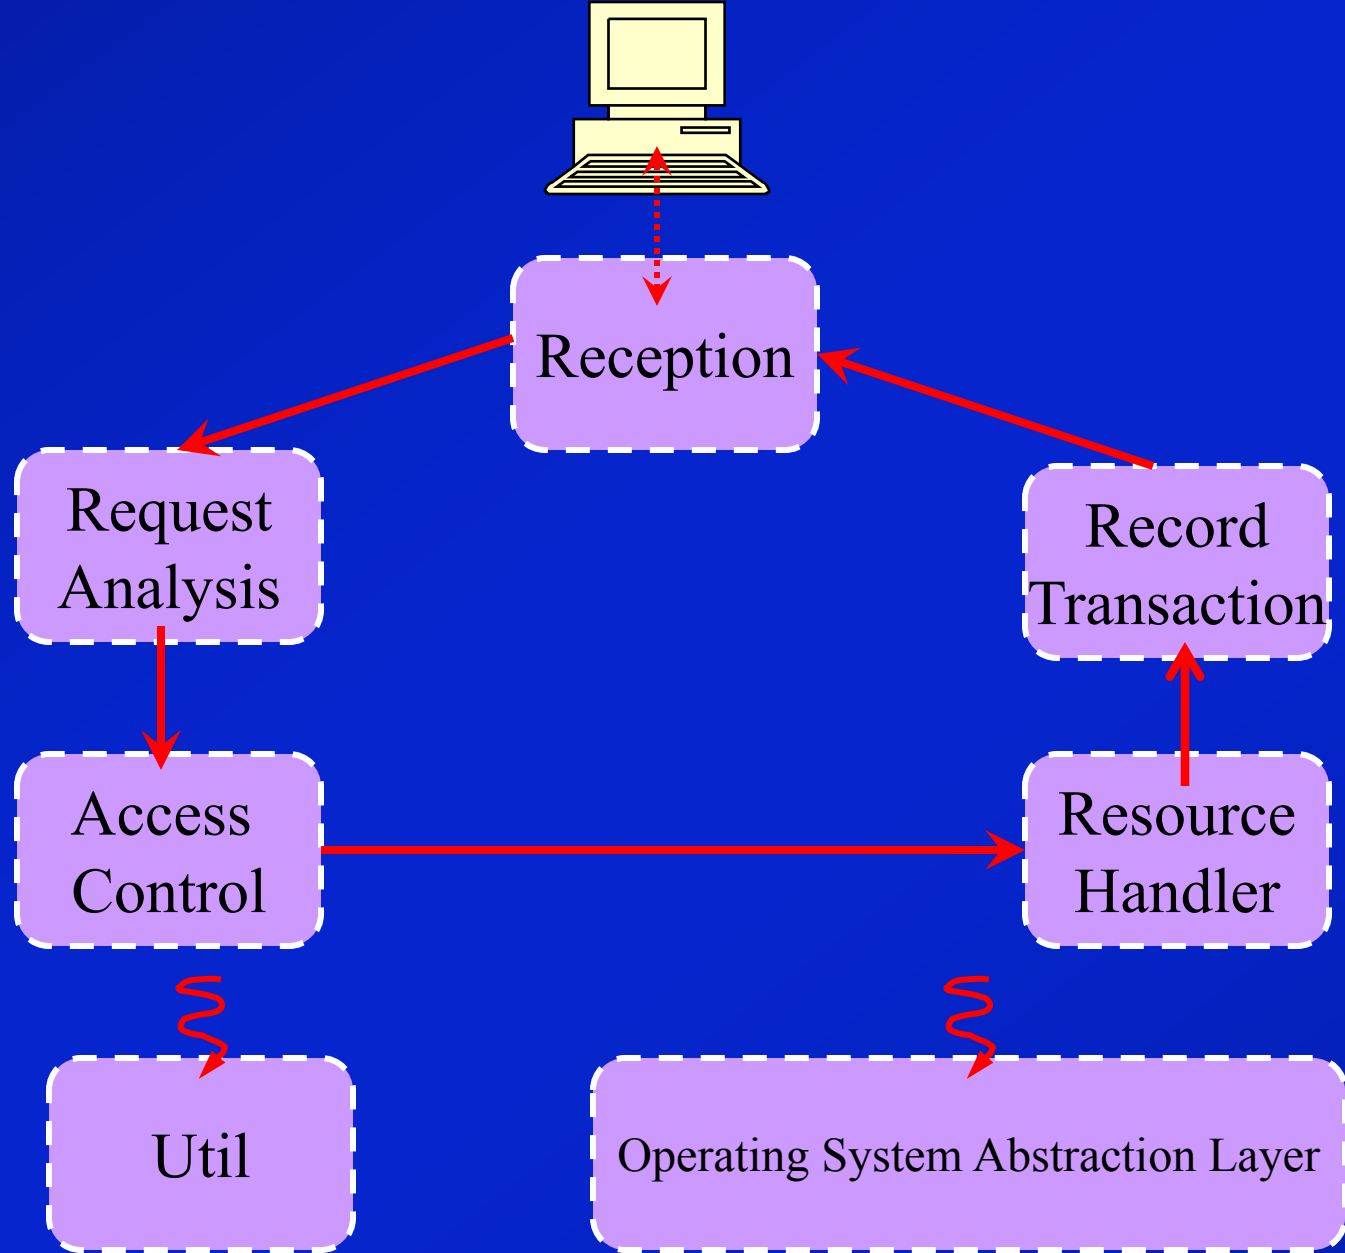 Reception
Request
Analysis
Record
Transaction
Access
Control
Resource
Handler
Util
Operating System Abstraction Layer